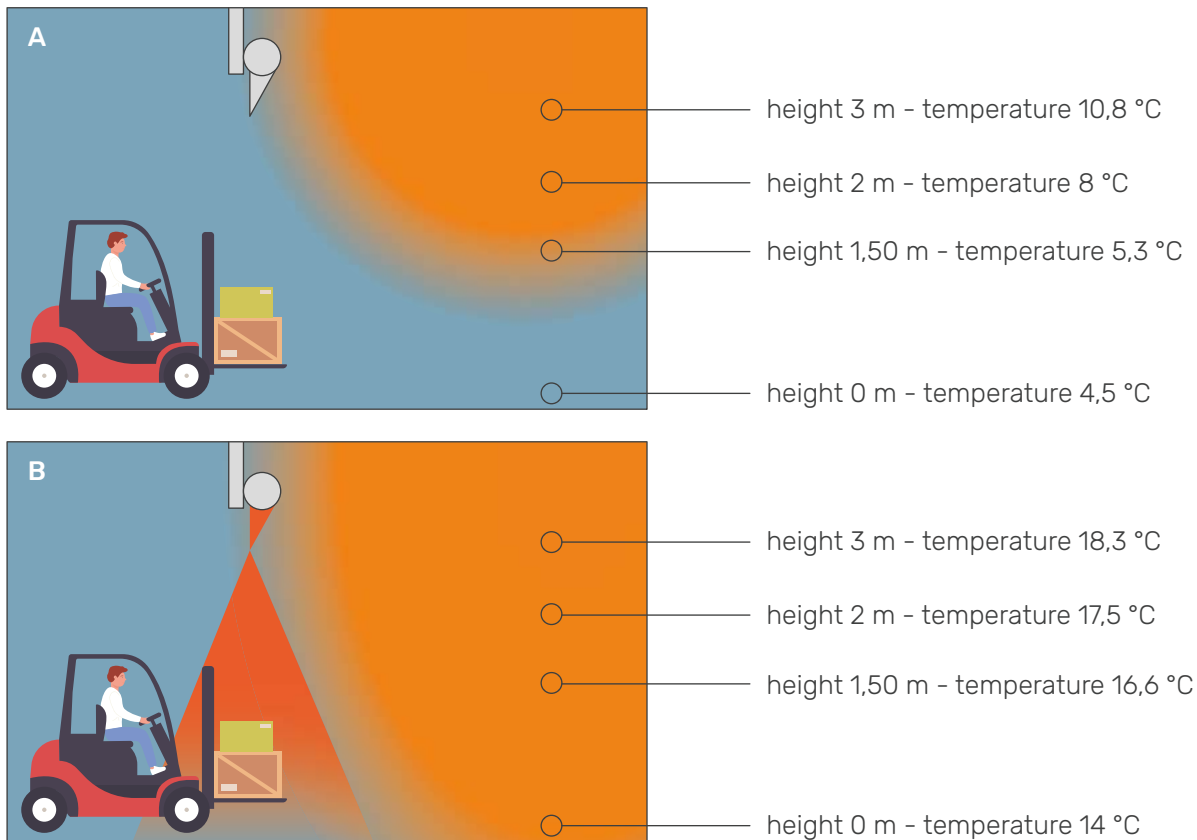 A
height 3 m - temperature 10,8 °C
height 2 m - temperature 8 °C
height 1,50 m - temperature 5,3 °C
height 0 m - temperature 4,5 °C
B
height 3 m - temperature 18,3 °C
height 2 m - temperature 17,5 °C
height 1,50 m - temperature 16,6 °C
height 0 m - temperature 14 °C